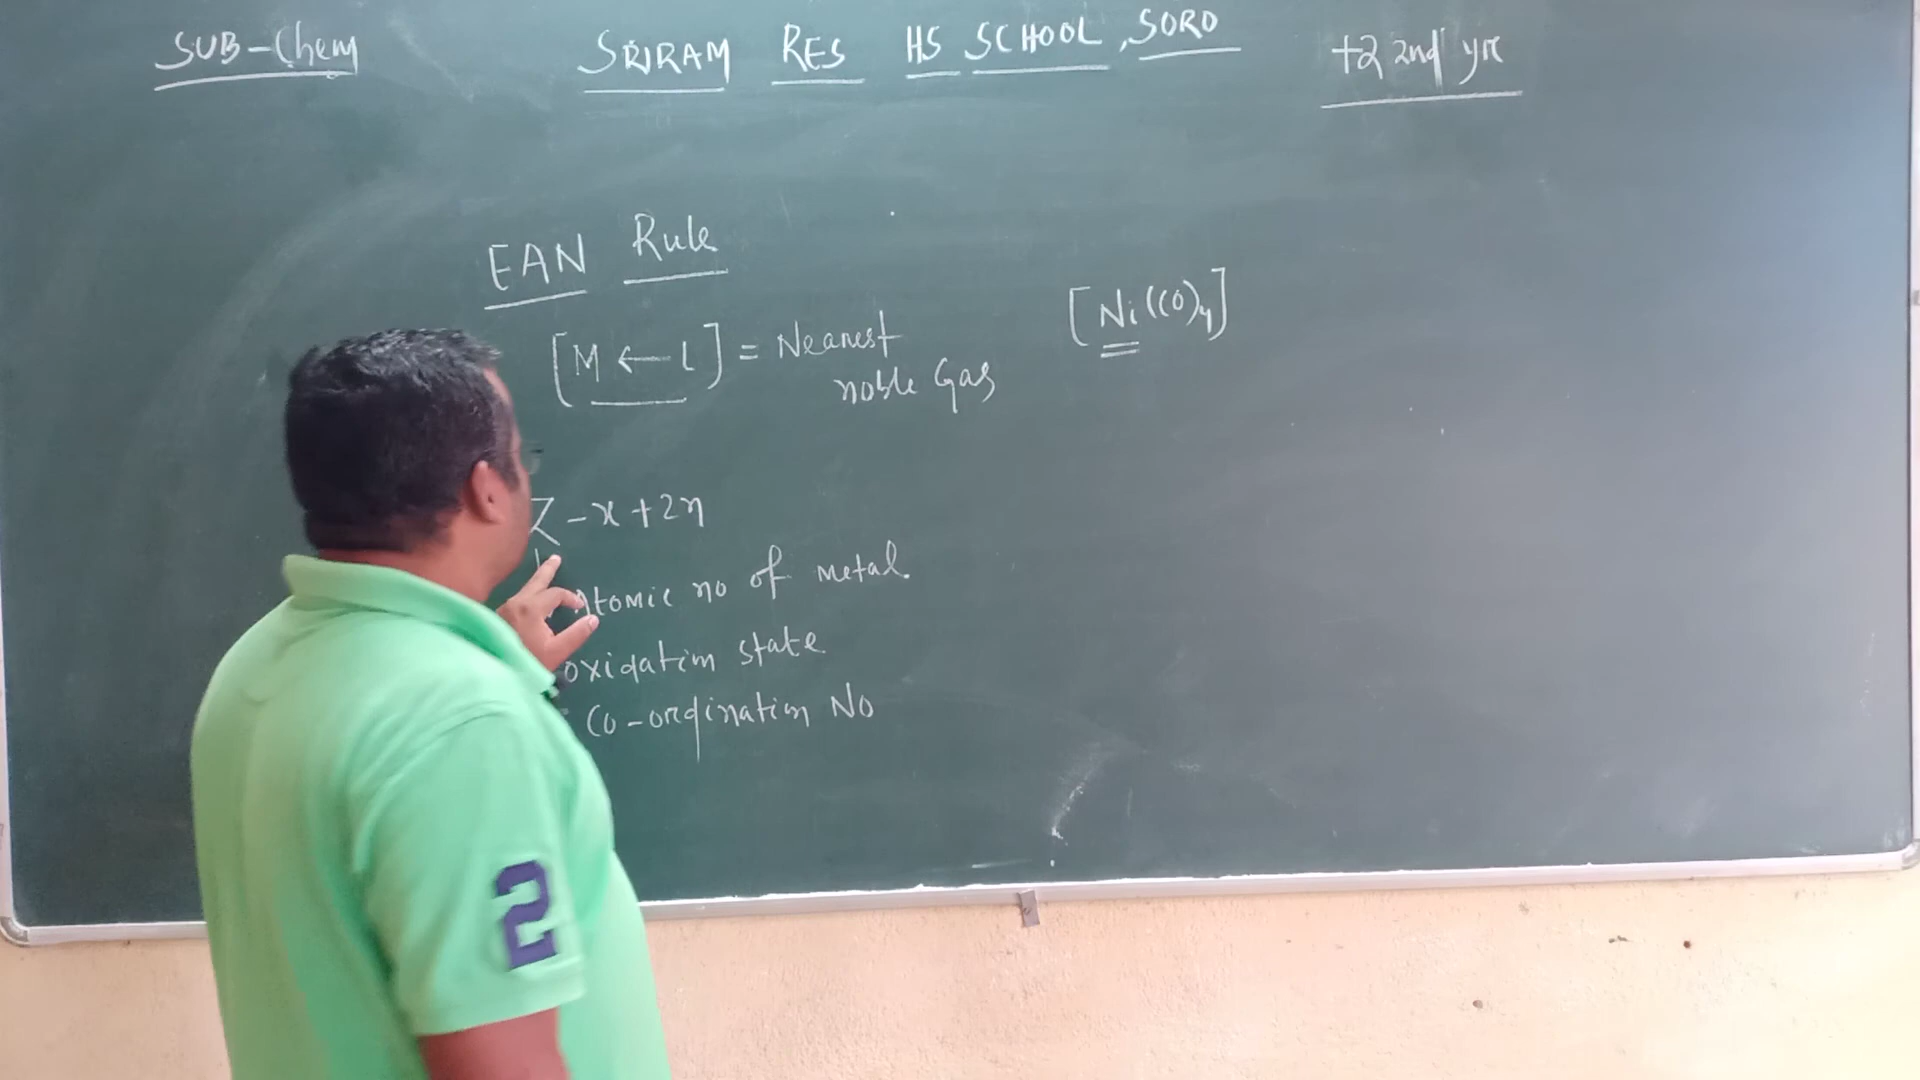 SUB-Chem
SRIRAM RES HS SCHOOL, SORO
+2 2nd yr
EAN Rule
[M ← L] = Nearest
noble Gas
[Ni(CO)4]
Z - x + 2n
Atomic no of metal.
oxidation state
Co-ordination No
2